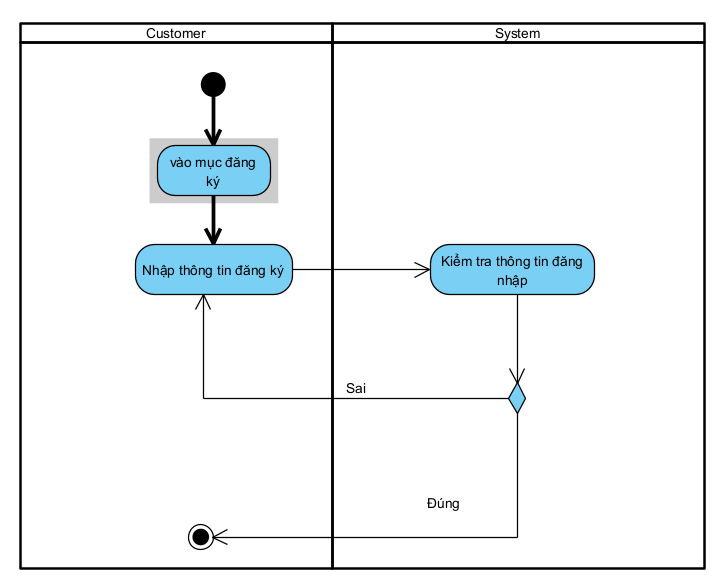 Customer
System
vào mục đăng
ký
Nhập thông tin đăng ký
Kiểm tra thông tin đăng
nhập
Sai
Đúng